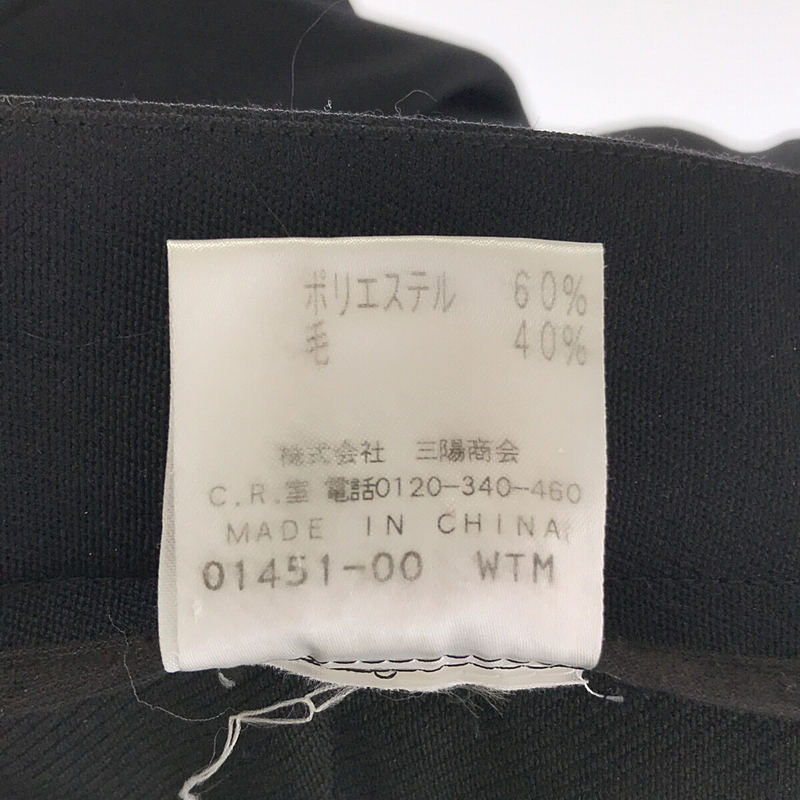 ポリエステル 60%
毛 40%
株式会社 三陽商会
C.R.室 電話0120-340-460
MADE IN CHINA
01451-00 WTM